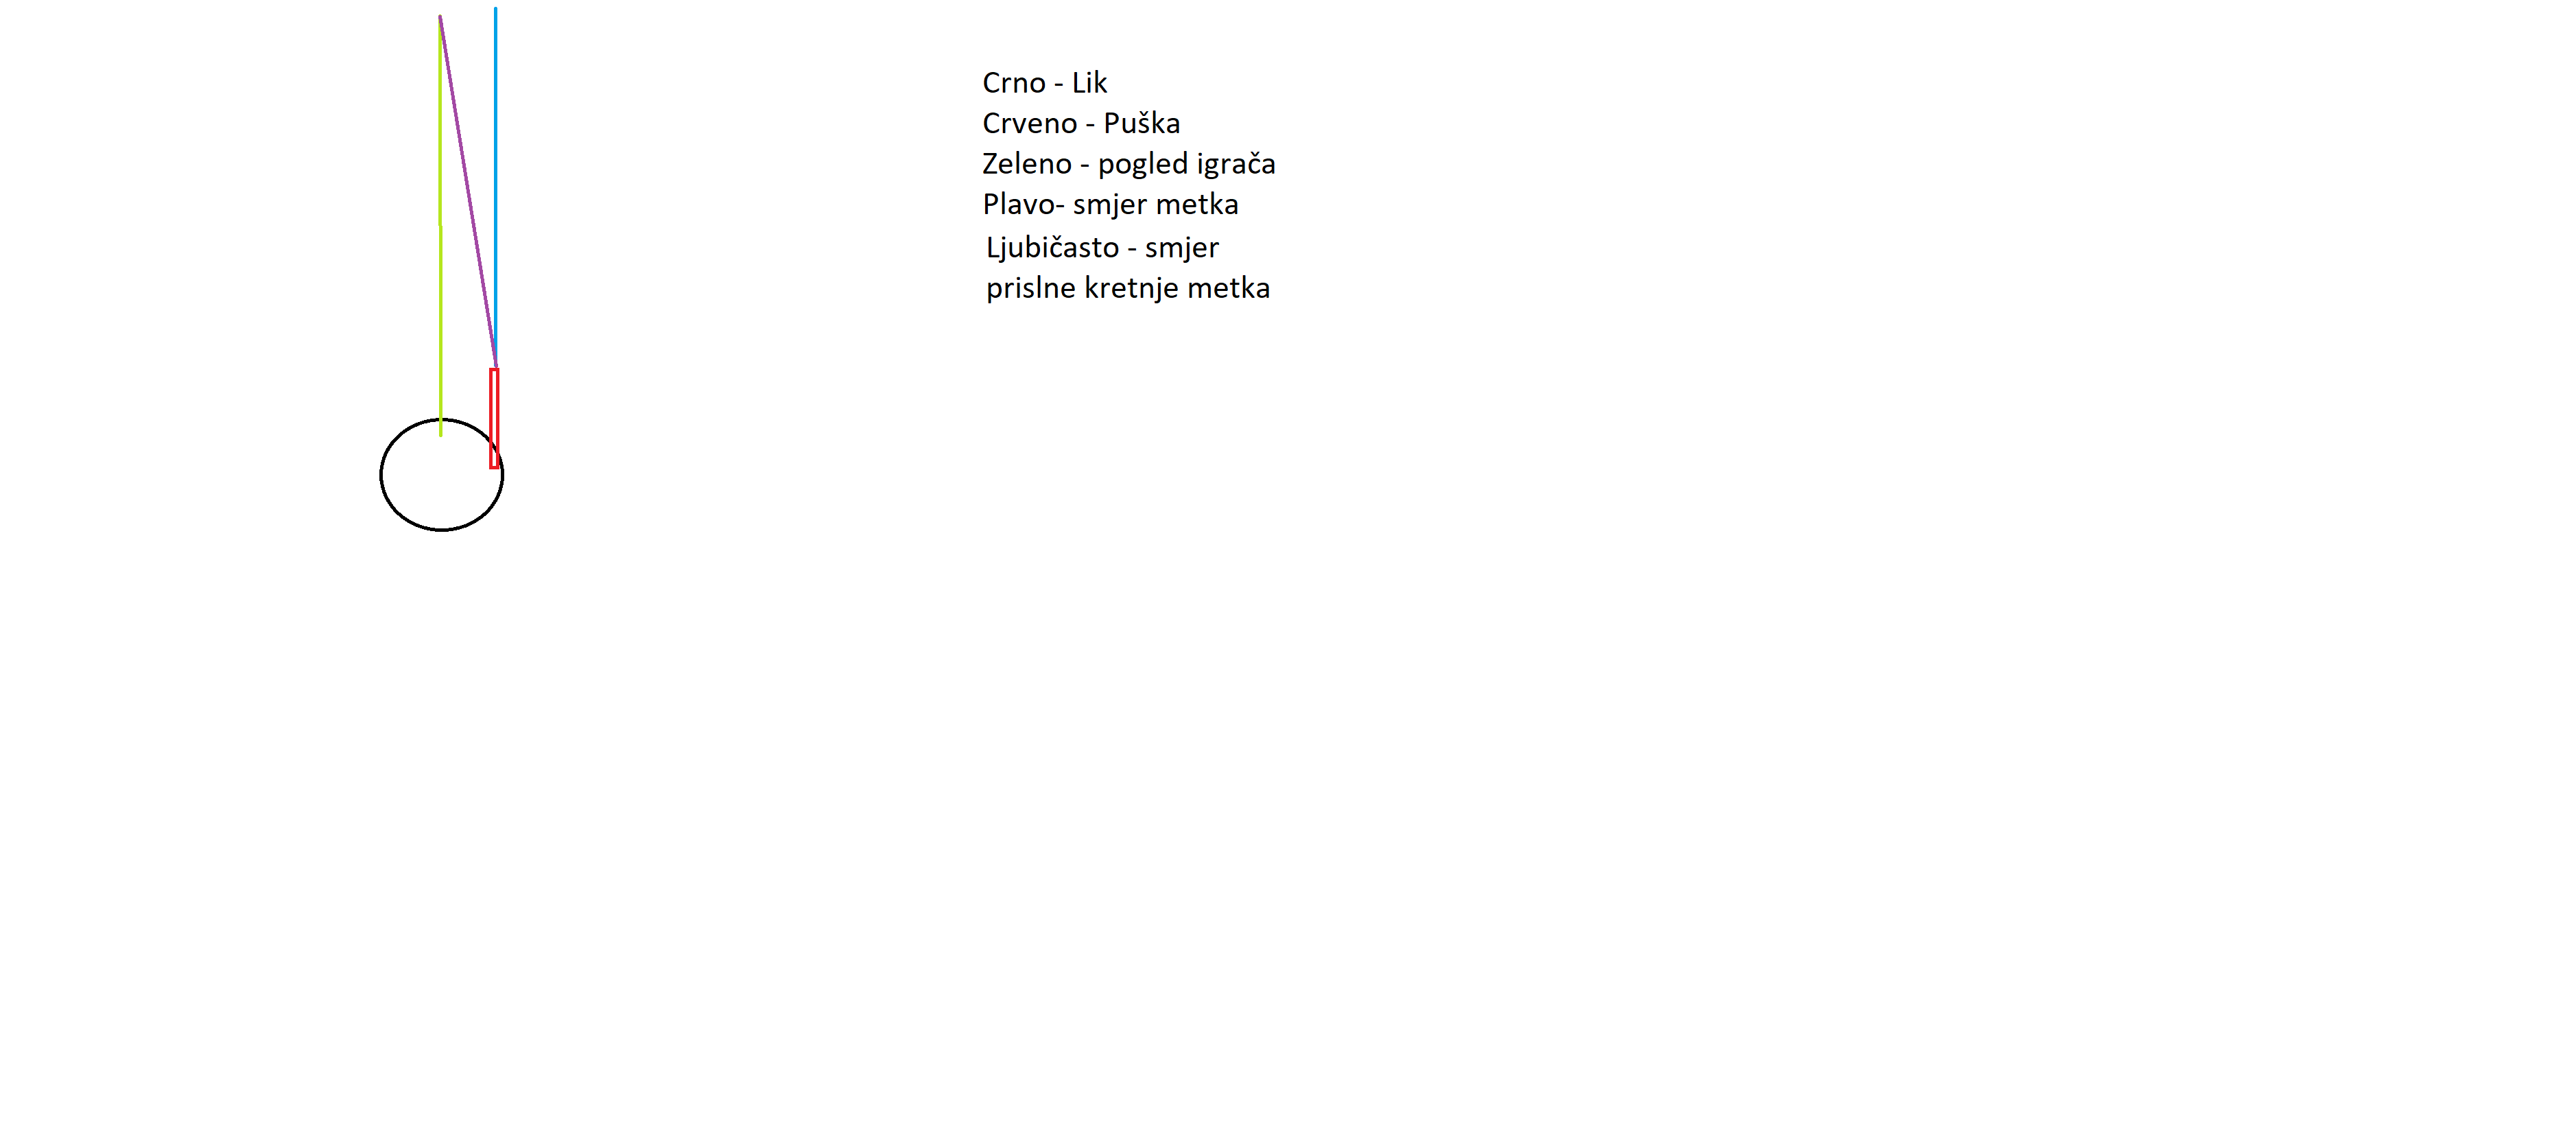 Crno - Lik
Crveno - Puška
Zeleno - pogled igrača
Plavo- smjer metka
Ljubičasto - smjer
prislne kretnje metka